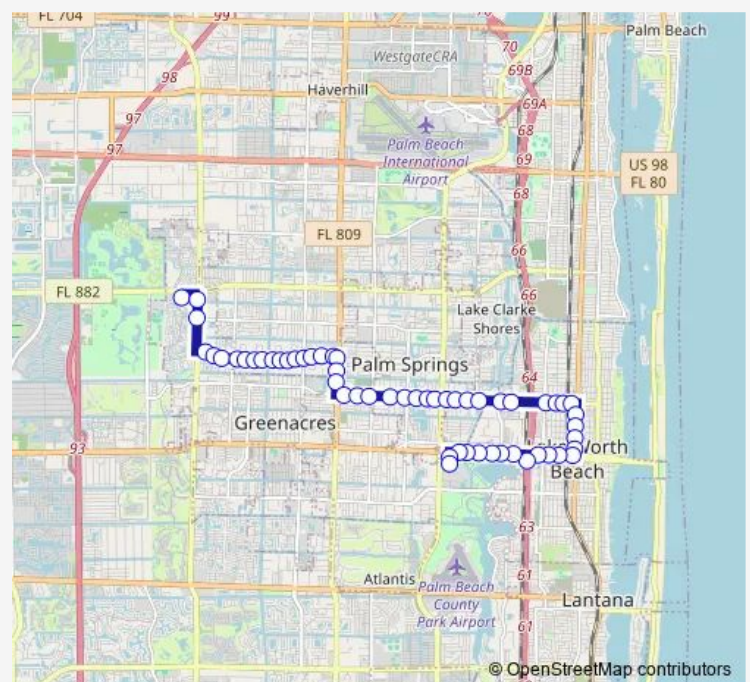 FL 704
99
70
Palm Beach
WestgateCRA
69B
98
Haverhill
69A
97
68
Palm Beach
International
Airport
97
69
US 98
FL 80
68
FL 809
66
FL 882
66
Lake Clarke
Shores
Palm Springs
64
Greenacres
93
Worth
Beach
63
Atlantis
61
Palm Beach
County
Park Airport
Lantana
61
© OpenStreetMap contributors